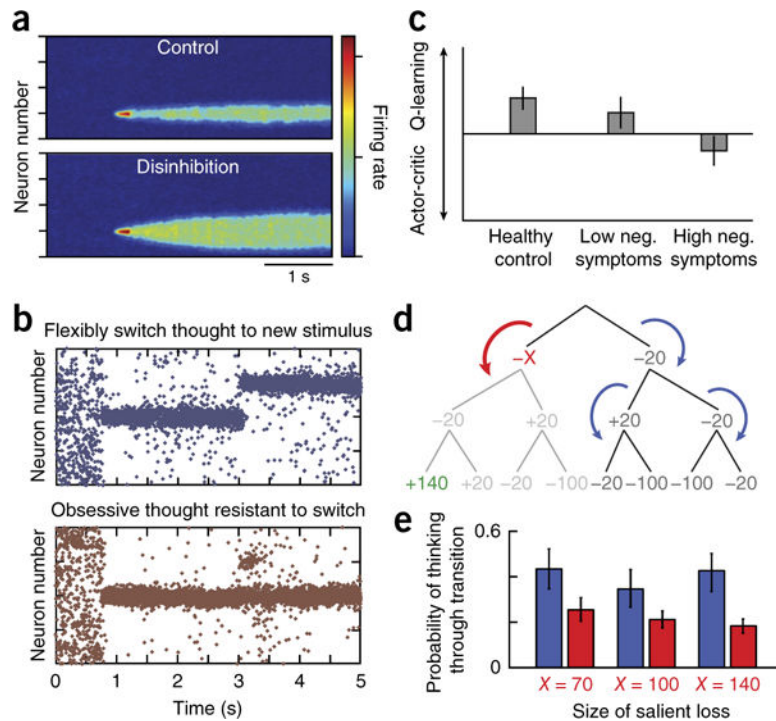 a
Control
Disinhibition
Neuron number
Firing rate
1 s
b
Flexibly switch thought to new stimulus
Neuron number
Obsessive thought resistant to switch
Neuron number
0 1 2 3 4 5
Time (s)
c
Q-learning
Actor-critic
Healthy control
Low neg. symptoms
High neg. symptoms
d
–X –20
–20 +20 +20 –20
+140 +20 –20 –100 –20 –100 –100 –20
e
Probability of thinking
through transition
0.6
0
X = 70 X = 100 X = 140
Size of salient loss